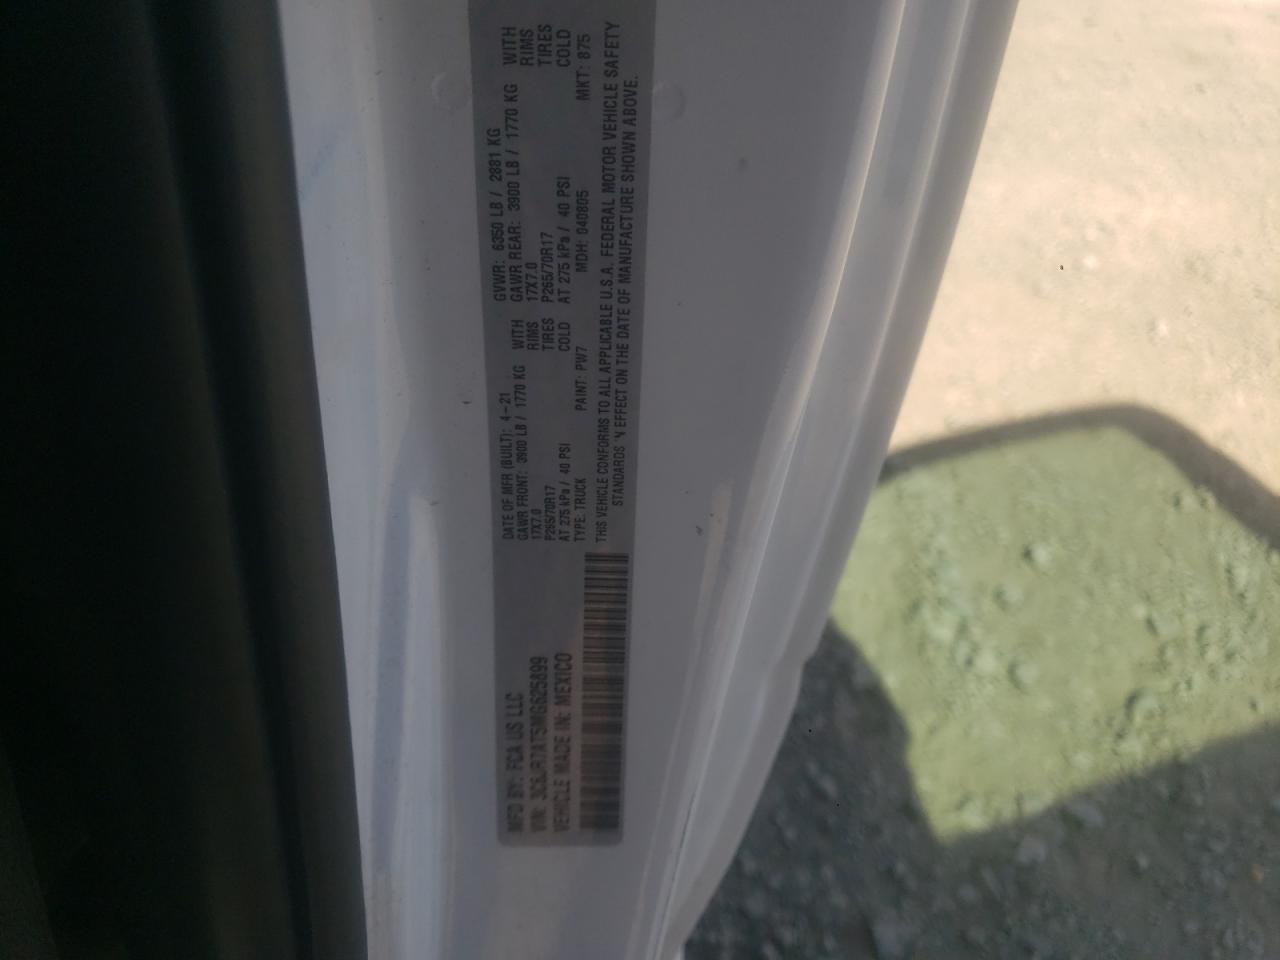 MFD BY: FCA US LLC
VIN: 3C6JR7AT5MG625899
VEHICLE MADE IN: MEXICO
DATE OF MFR (BUILT): 4-21 GVWR: 6350 LB / 2881 KG
GAWR FRONT: 3900 LB / 1770 KG WITH GAWR REAR: 3900 LB / 1770 KG WITH
17X7.0 RIMS 17X7.0 RIMS
P265/70R17 TIRES P265/70R17 TIRES
AT 275 kPa / 40 PSI COLD AT 275 kPa / 40 PSI COLD
TYPE: TRUCK PAINT: PW7 MDH: 040805 MKT: 875
THIS VEHICLE CONFORMS TO ALL APPLICABLE U.S.A. FEDERAL MOTOR VEHICLE SAFETY
STANDARDS IN EFFECT ON THE DATE OF MANUFACTURE SHOWN ABOVE.